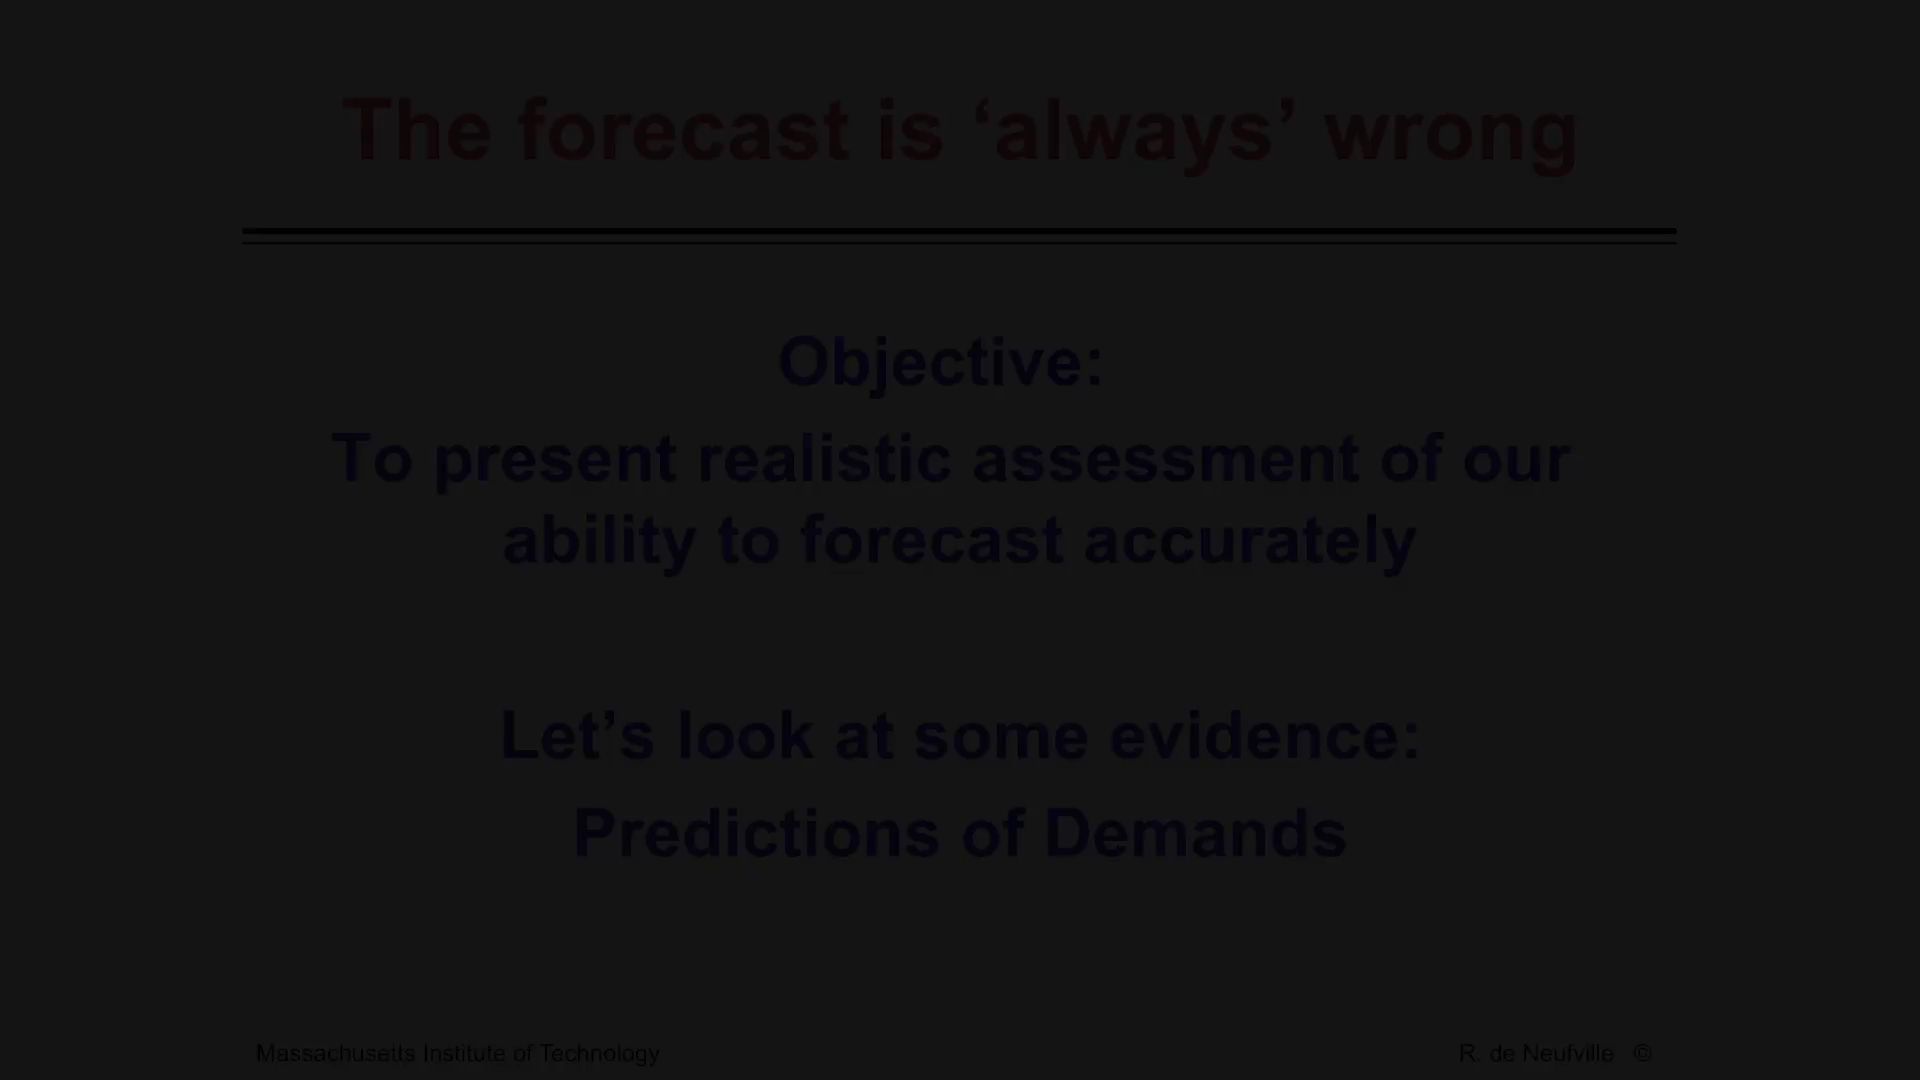 The forecast is ‘always’ wrong
Objective:
To present realistic assessment of our
ability to forecast accurately
Let’s look at some evidence:
Predictions of Demands
Massachusetts Institute of Technology
R. de Neufville ©